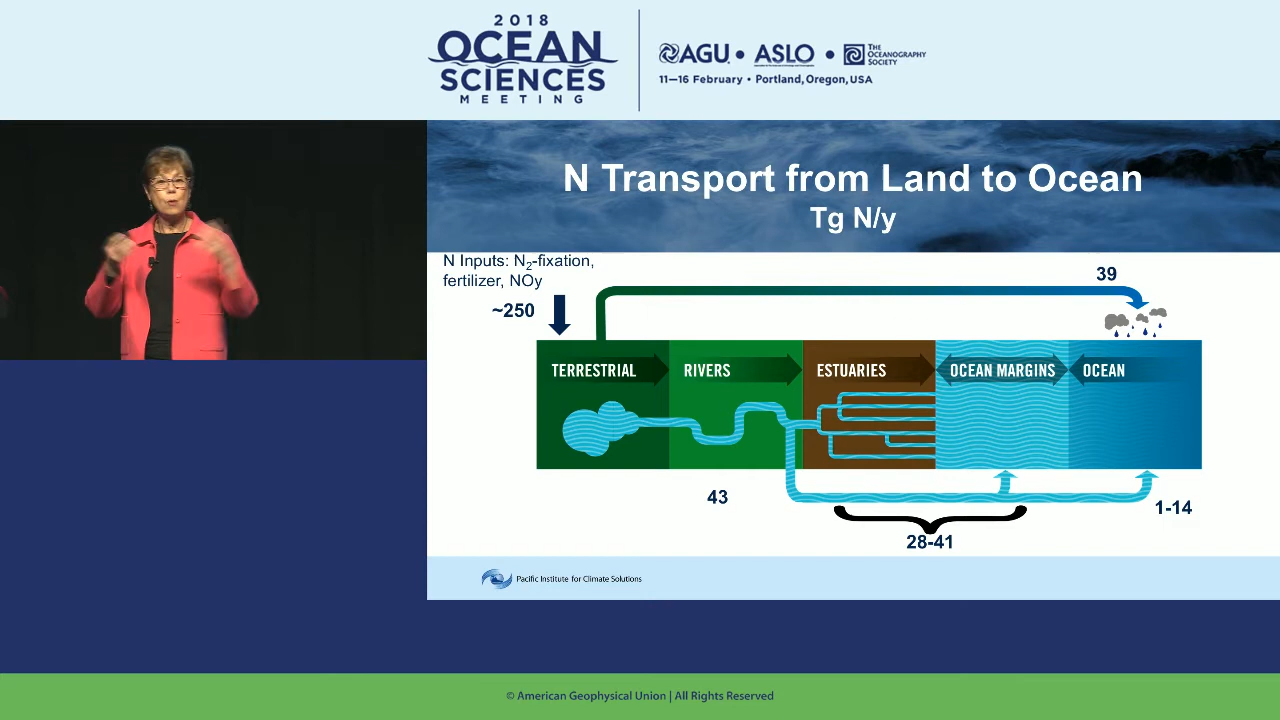 2018
OCEAN
SCIENCES
MEETING
AGU • ASLO • THE OCEANOGRAPHY SOCIETY
11–16 February • Portland, Oregon, USA
N Transport from Land to Ocean
Tg N/y
N Inputs: N₂-fixation,
fertilizer, NOy
~250
39
TERRESTRIAL
RIVERS
ESTUARIES
OCEAN MARGINS
OCEAN
43
1-14
28-41
Pacific Institute for Climate Solutions
© American Geophysical Union | All Rights Reserved